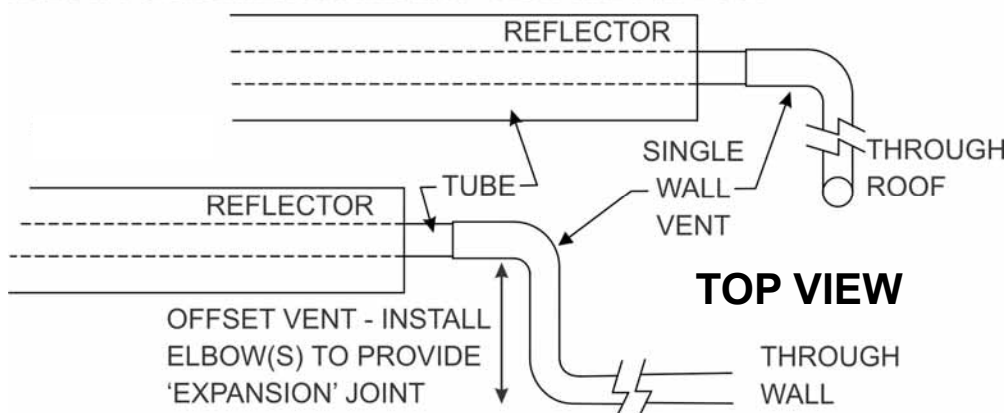 REFLECTOR
SINGLE
WALL
VENT
THROUGH
ROOF
TUBE
REFLECTOR
TOP VIEW
OFFSET VENT - INSTALL
ELBOW(S) TO PROVIDE
‘EXPANSION’ JOINT
THROUGH
WALL